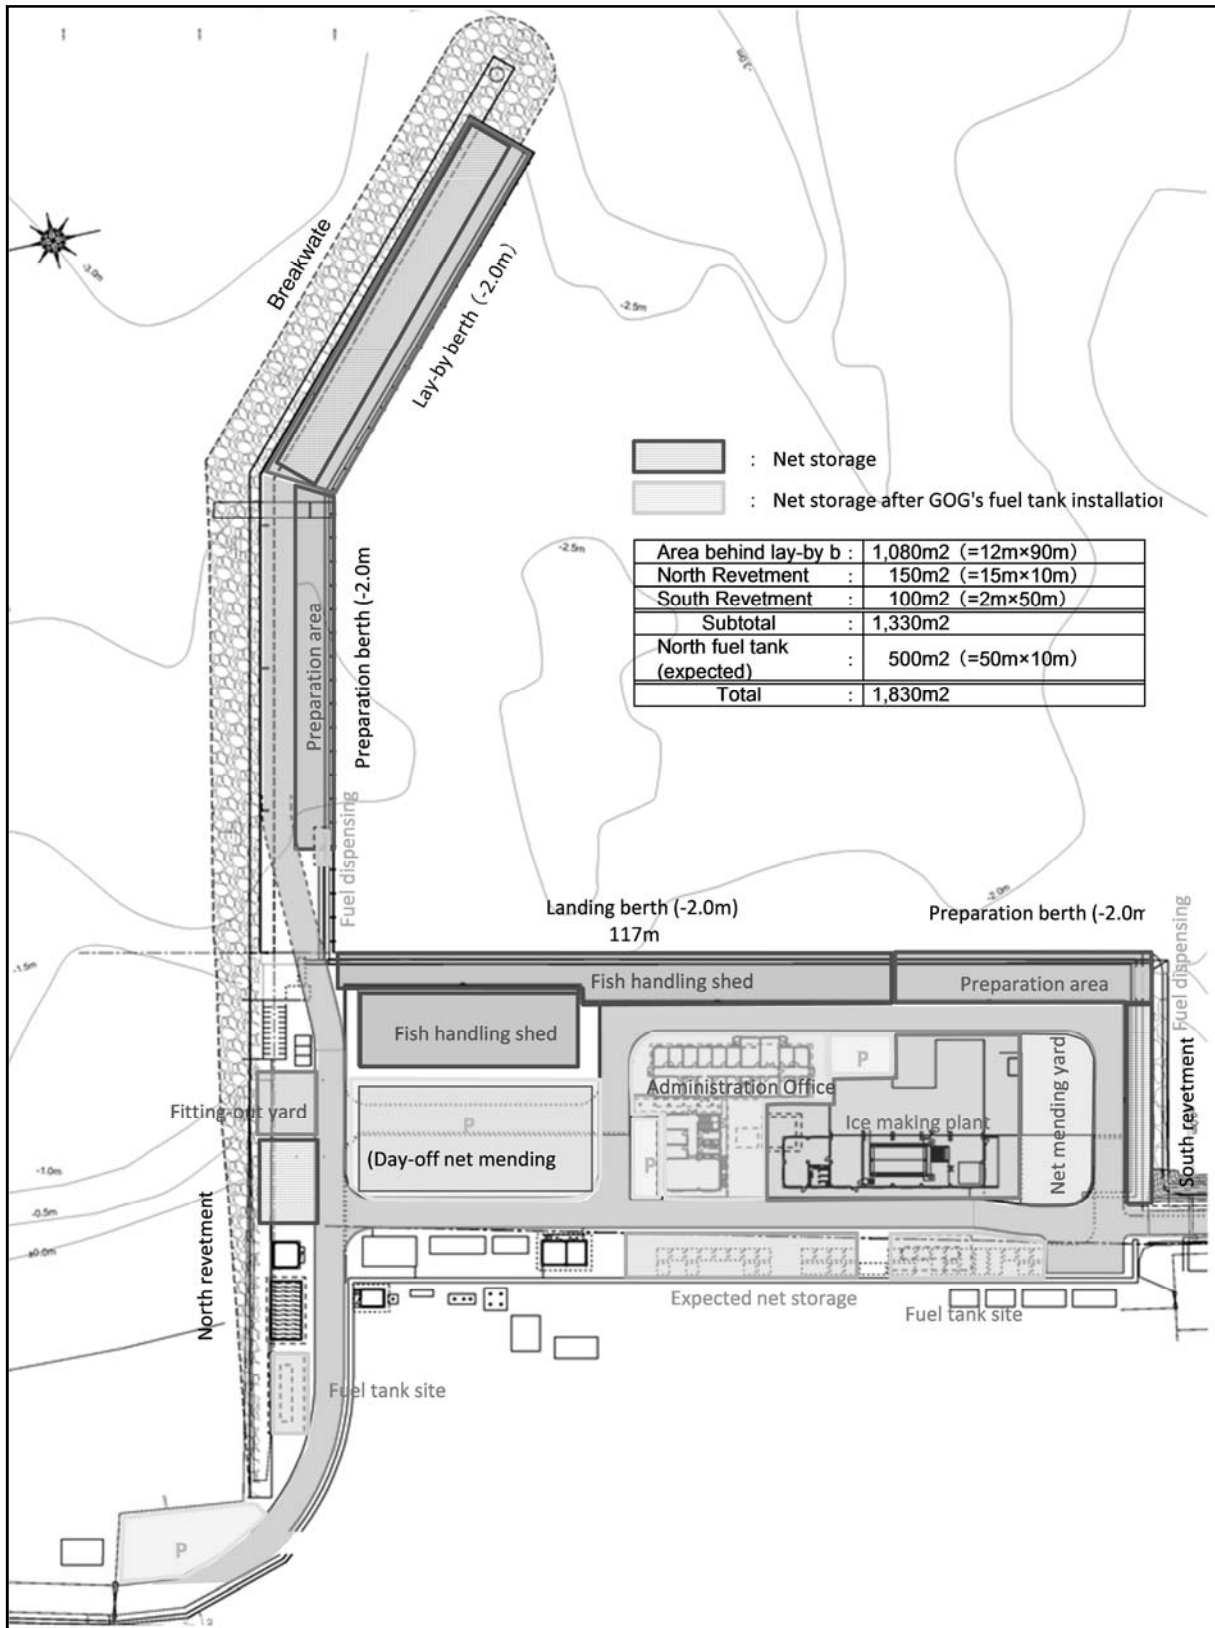 -3.0m
-3.0m
Breakwate
Lay-by berth (-2.0m)
-2.5m
: Net storage
: Net storage after GOG's fuel tank installation
Area behind lay-by b : 1,080m2 (=12m×90m)
North Revetment : 150m2 (=15m×10m)
South Revetment : 100m2 (=2m×50m)
Subtotal : 1,330m2
North fuel tank
(expected) : 500m2 (=50m×10m)
Total : 1,830m2
-2.5m
Preparation area
Preparation berth (-2.0m
Fuel dispensing
-2.0m
Landing berth (-2.0m)
117m
Preparation berth (-2.0m
Fuel dispensing
-1.5m
Fish handling shed
Preparation area
Fish handling shed
P
Administration Office
Fitting-out yard
P
Ice making plant
Net mending yard
South revetment
(Day-off net mending
P
-1.0m
-0.5m
±0.0m
North revetment
Expected net storage
Fuel tank site
Fuel tank site
P